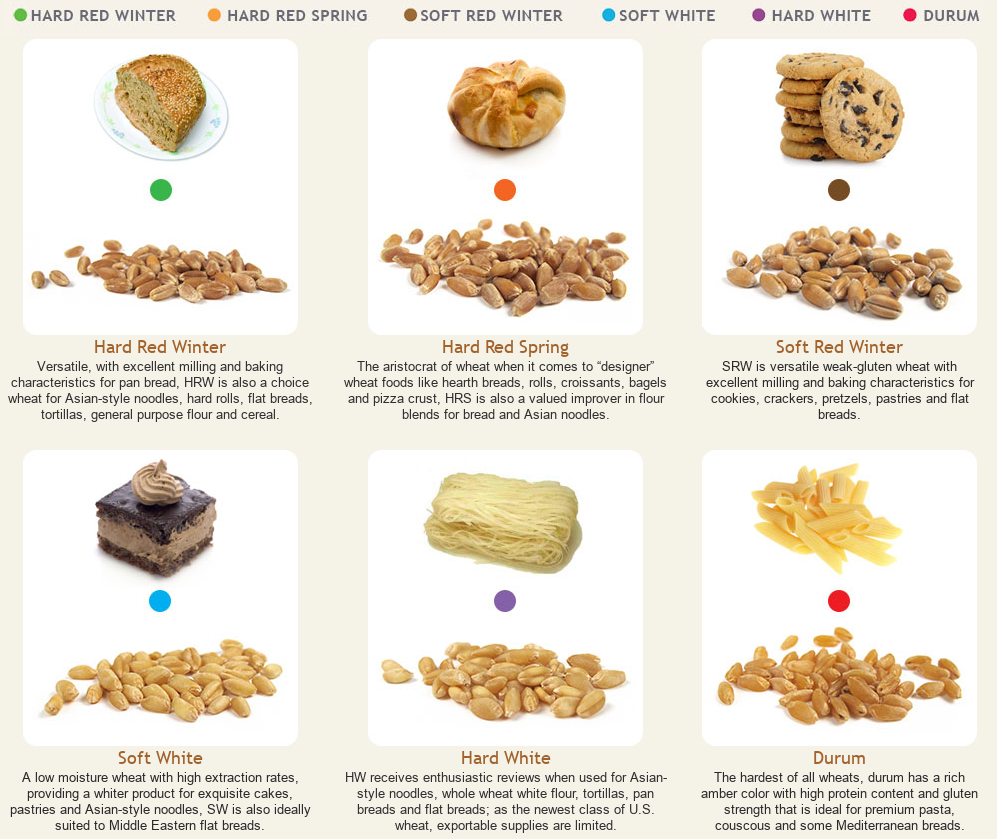 HARD RED WINTER HARD RED SPRING SOFT RED WINTER SOFT WHITE HARD WHITE DURUM
Hard Red Winter
Versatile, with excellent milling and baking
characteristics for pan bread, HRW is also a choice
wheat for Asian-style noodles, hard rolls, flat breads,
tortillas, general purpose flour and cereal.
Hard Red Spring
The aristocrat of wheat when it comes to “designer”
wheat foods like hearth breads, rolls, croissants, bagels
and pizza crust, HRS is also a valued improver in flour
blends for bread and Asian noodles.
Soft Red Winter
SRW is versatile weak-gluten wheat with
excellent milling and baking characteristics for
cookies, crackers, pretzels, pastries and flat
breads.
Soft White
A low moisture wheat with high extraction rates,
providing a whiter product for exquisite cakes,
pastries and Asian-style noodles, SW is also ideally
suited to Middle Eastern flat breads.
Hard White
HW receives enthusiastic reviews when used for Asian-
style noodles, whole wheat white flour, tortillas, pan
breads and flat breads; as the newest class of U.S.
wheat, exportable supplies are limited.
Durum
The hardest of all wheats, durum has a rich
amber color with high protein content and gluten
strength that is ideal for premium pasta,
couscous and some Mediterranean breads.